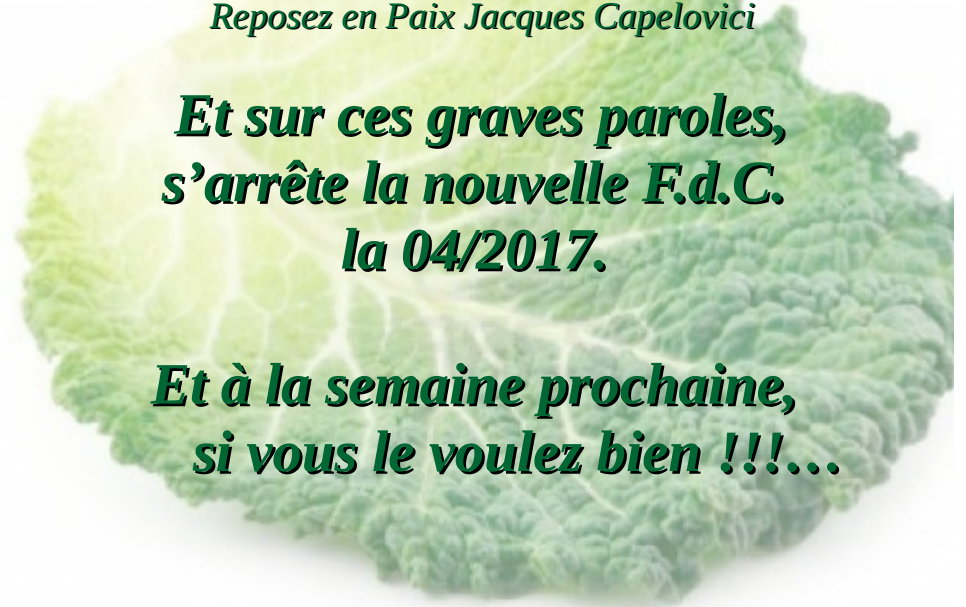 Reposez en Paix Jacques Capelovici
Et sur ces graves paroles,
s’arrête la nouvelle F.d.C.
la 04/2017.
Et à la semaine prochaine,
si vous le voulez bien !!!…